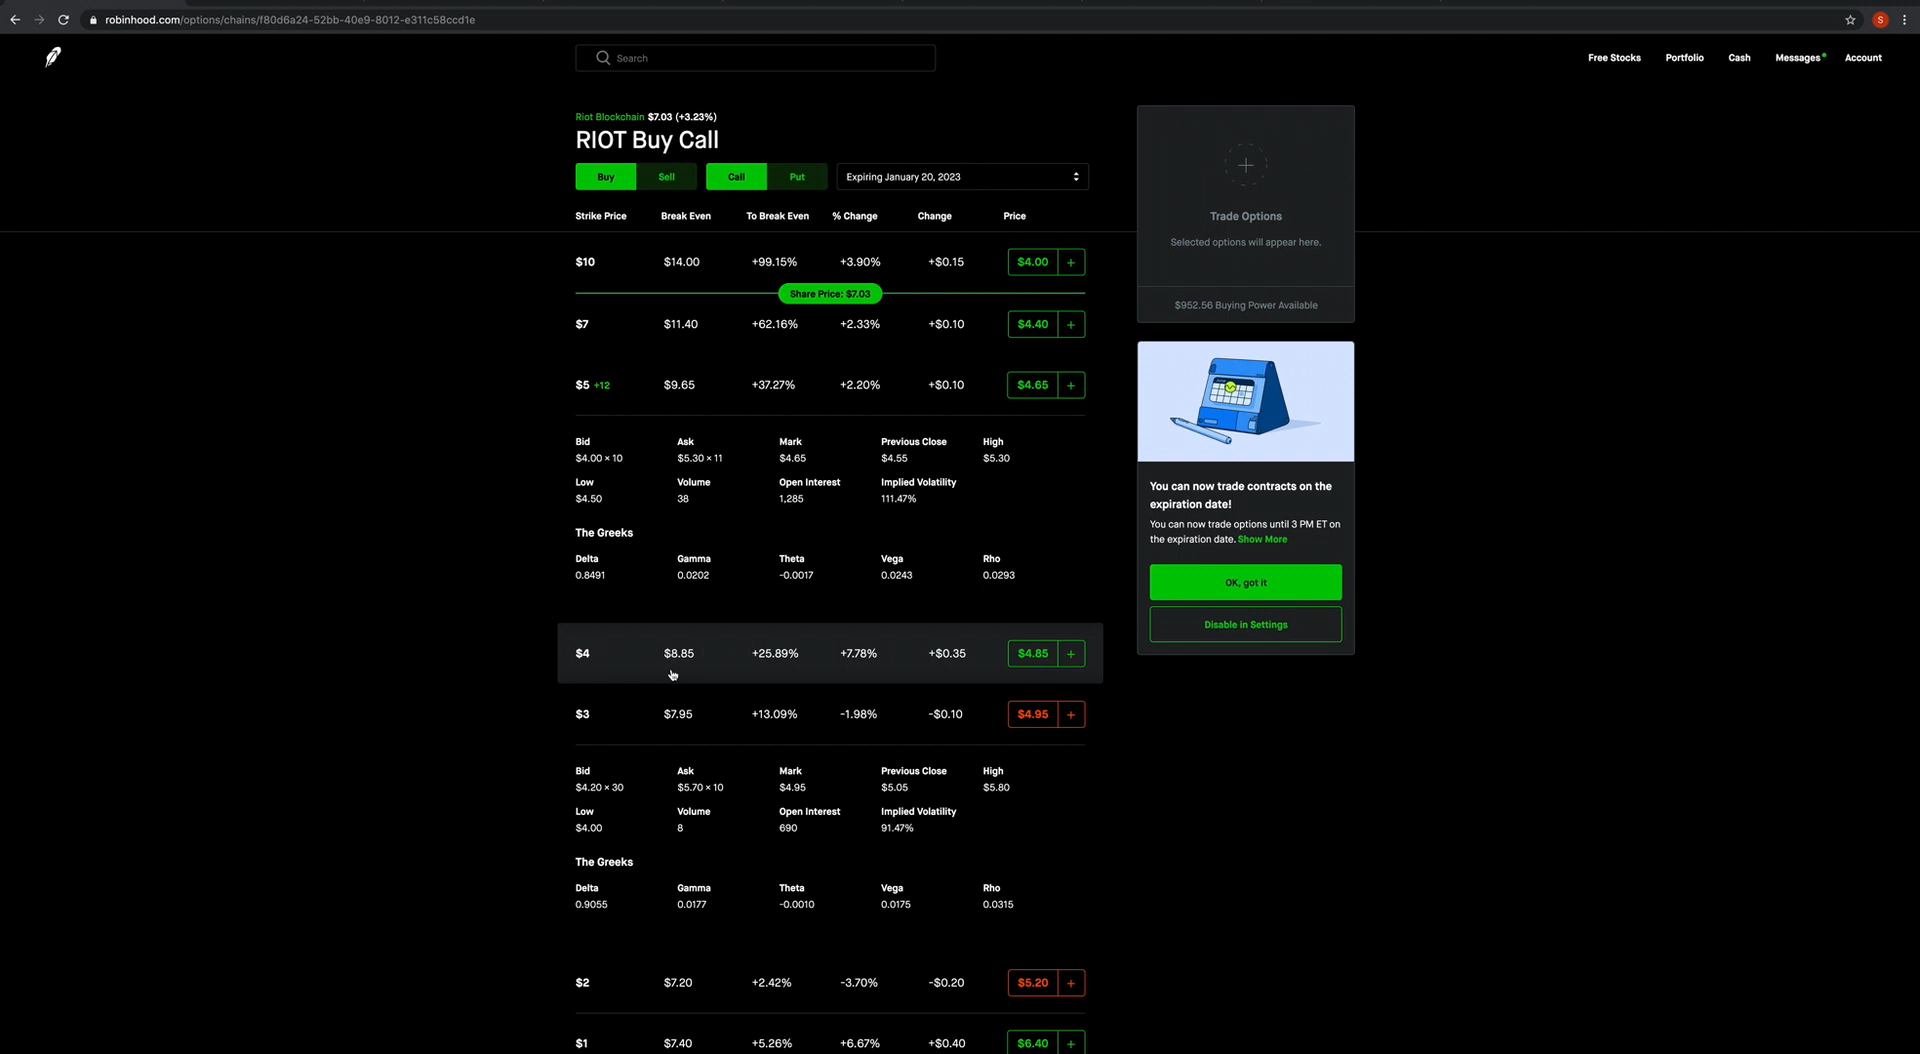 robinhood.com/options/chains/f80d6a24-52bb-40e9-8012-e311c58ccd1e
S
Search
Free Stocks Portfolio Cash Messages Account
Riot Blockchain $7.03 (+3.23%)
RIOT Buy Call
Buy Sell Call Put Expiring January 20, 2023
Strike Price Break Even To Break Even % Change Change Price
$10 $14.00 +99.15% +3.90% +$0.15 $4.00 +
Share Price: $7.03
$7 $11.40 +62.16% +2.33% +$0.10 $4.40 +
$5 +12 $9.65 +37.27% +2.20% +$0.10 $4.65 +
Bid Ask Mark Previous Close High
$4.00 × 10 $5.30 × 11 $4.65 $4.55 $5.30
Low Volume Open Interest Implied Volatility
$4.50 38 1,285 111.47%
The Greeks
Delta Gamma Theta Vega Rho
0.8491 0.0202 -0.0017 0.0243 0.0293
$4 $8.85 +25.89% +7.78% +$0.35 $4.85 +
$3 $7.95 +13.09% -1.98% -$0.10 $4.95 +
Bid Ask Mark Previous Close High
$4.20 × 30 $5.70 × 10 $4.95 $5.05 $5.80
Low Volume Open Interest Implied Volatility
$4.00 8 690 91.47%
The Greeks
Delta Gamma Theta Vega Rho
0.9055 0.0177 -0.0010 0.0175 0.0315
$2 $7.20 +2.42% -3.70% -$0.20 $5.20 +
$1 $7.40 +5.26% +6.67% +$0.40 $6.40 +
Trade Options
Selected options will appear here.
$952.56 Buying Power Available
You can now trade contracts on the
expiration date!
You can now trade options until 3 PM ET on
the expiration date. Show More
OK, got it
Disable in Settings